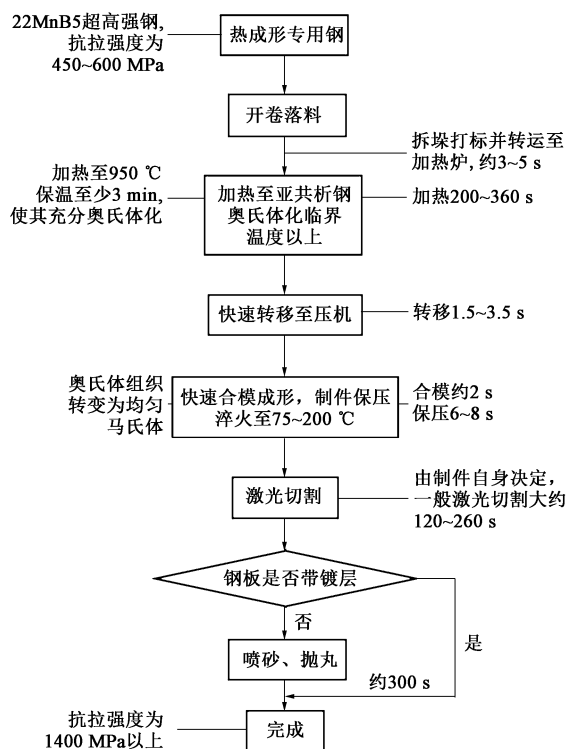 22MnB5超高强钢,
抗拉强度为
450~600 MPa
热成形专用钢
开卷落料
拆垛打标并转运至
加热炉, 约3~5 s
加热至950 ℃
保温至少3 min,
使其充分奥氏体化
加热至亚共析钢
奥氏体化临界
温度以上
加热200~360 s
快速转移至压机
转移1.5~3.5 s
奥氏体组织
转变为均匀
马氏体
快速合模成形，制件保压
淬火至75~200 ℃
合模约2 s
保压6~8 s
激光切割
由制件自身决定，
一般激光切割大约
120~260 s
钢板是否带镀层
否
是
喷砂、抛丸
约300 s
抗拉强度为
1400 MPa以上
完成